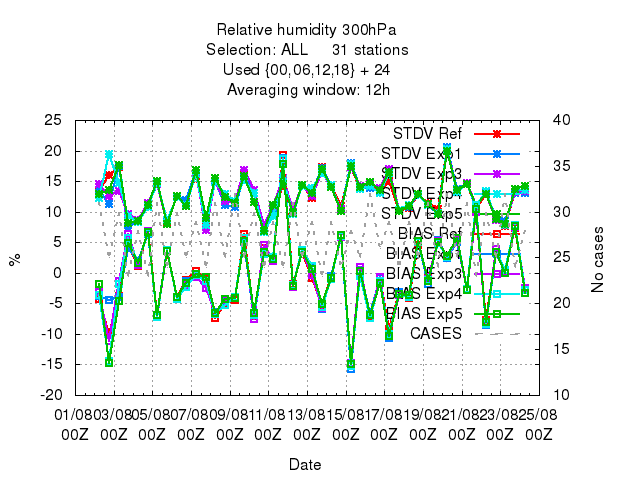 Relative humidity 300hPa
Selection: ALL 31 stations
Used {00,06,12,18} + 24
Averaging window: 12h
25 40
STDV Ref
STDV Exp1
20 35
STDV Exp3
STDV Exp4
15
STDV Exp5 30
10
BIAS Ref
5 BIAS Exp1 25
BIAS Exp3
0
BIAS Exp4 20
-5 BIAS Exp5
CASES
-10 15
-15
-20 10
% No cases
01/08 03/08 05/08 07/08 09/08 11/08 13/08 15/08 17/08 19/08 21/08 23/08 25/08
00Z 00Z 00Z 00Z 00Z 00Z 00Z 00Z 00Z 00Z 00Z 00Z 00Z
Date